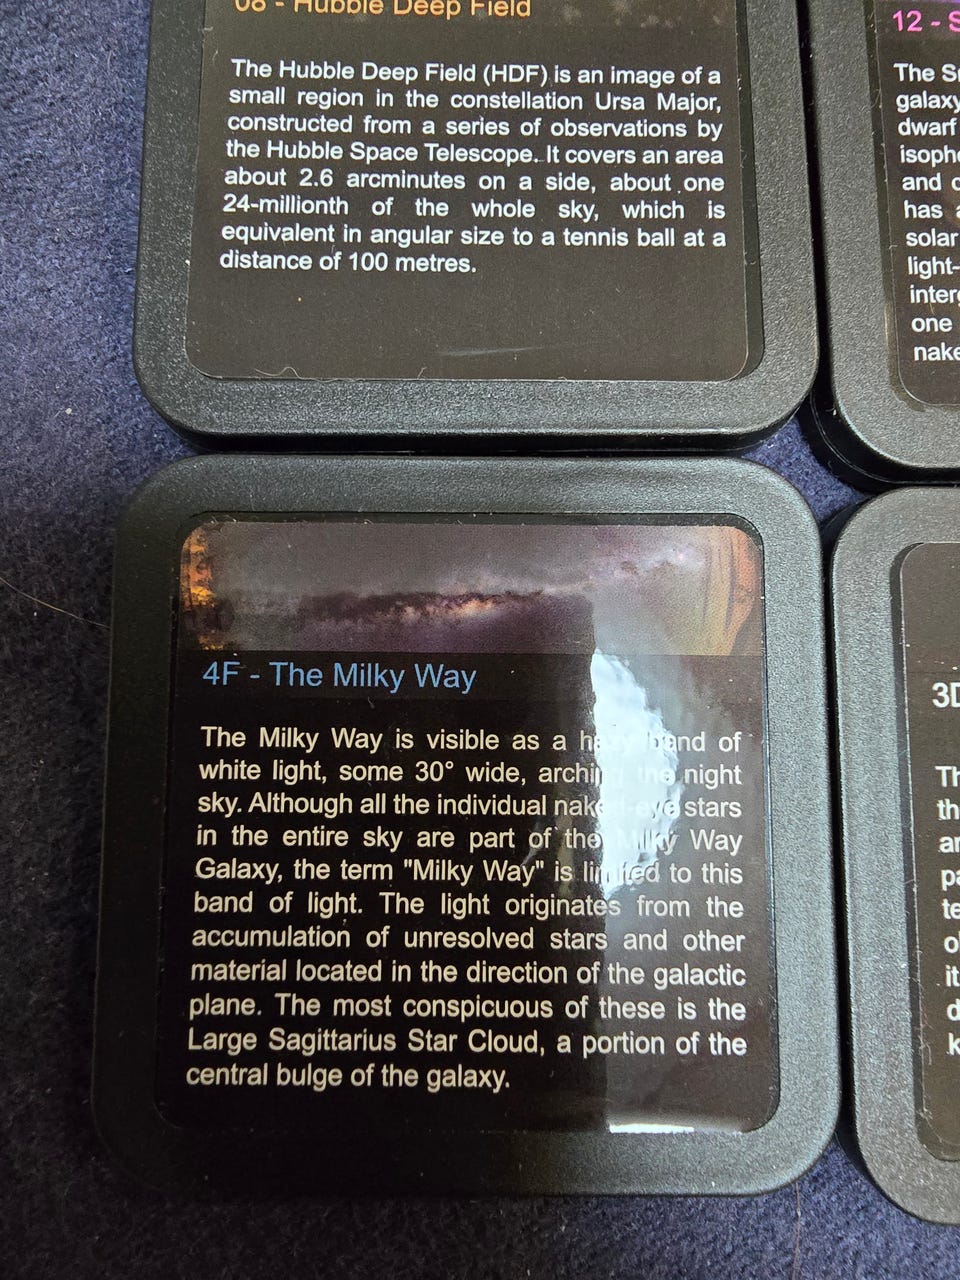 08 - Hubble Deep Field
The Hubble Deep Field (HDF) is an image of a
small region in the constellation Ursa Major,
constructed from a series of observations by
the Hubble Space Telescope. It covers an area
about 2.6 arcminutes on a side, about one
24-millionth of the whole sky, which is
equivalent in angular size to a tennis ball at a
distance of 100 metres.
12 - S
The
galaxy
dwarf
and
has
solar
light-
one
4F - The Milky Way
The Milky Way is visible as a hazy band of
white light, some 30° wide, arching the night
sky. Although all the individual naked-eye stars
in the entire sky are part of the Milky Way
Galaxy, the term "Milky Way" is limited to this
band of light. The light originates from the
accumulation of unresolved stars and other
material located in the direction of the galactic
plane. The most conspicuous of these is the
Large Sagittarius Star Cloud, a portion of the
central bulge of the galaxy.